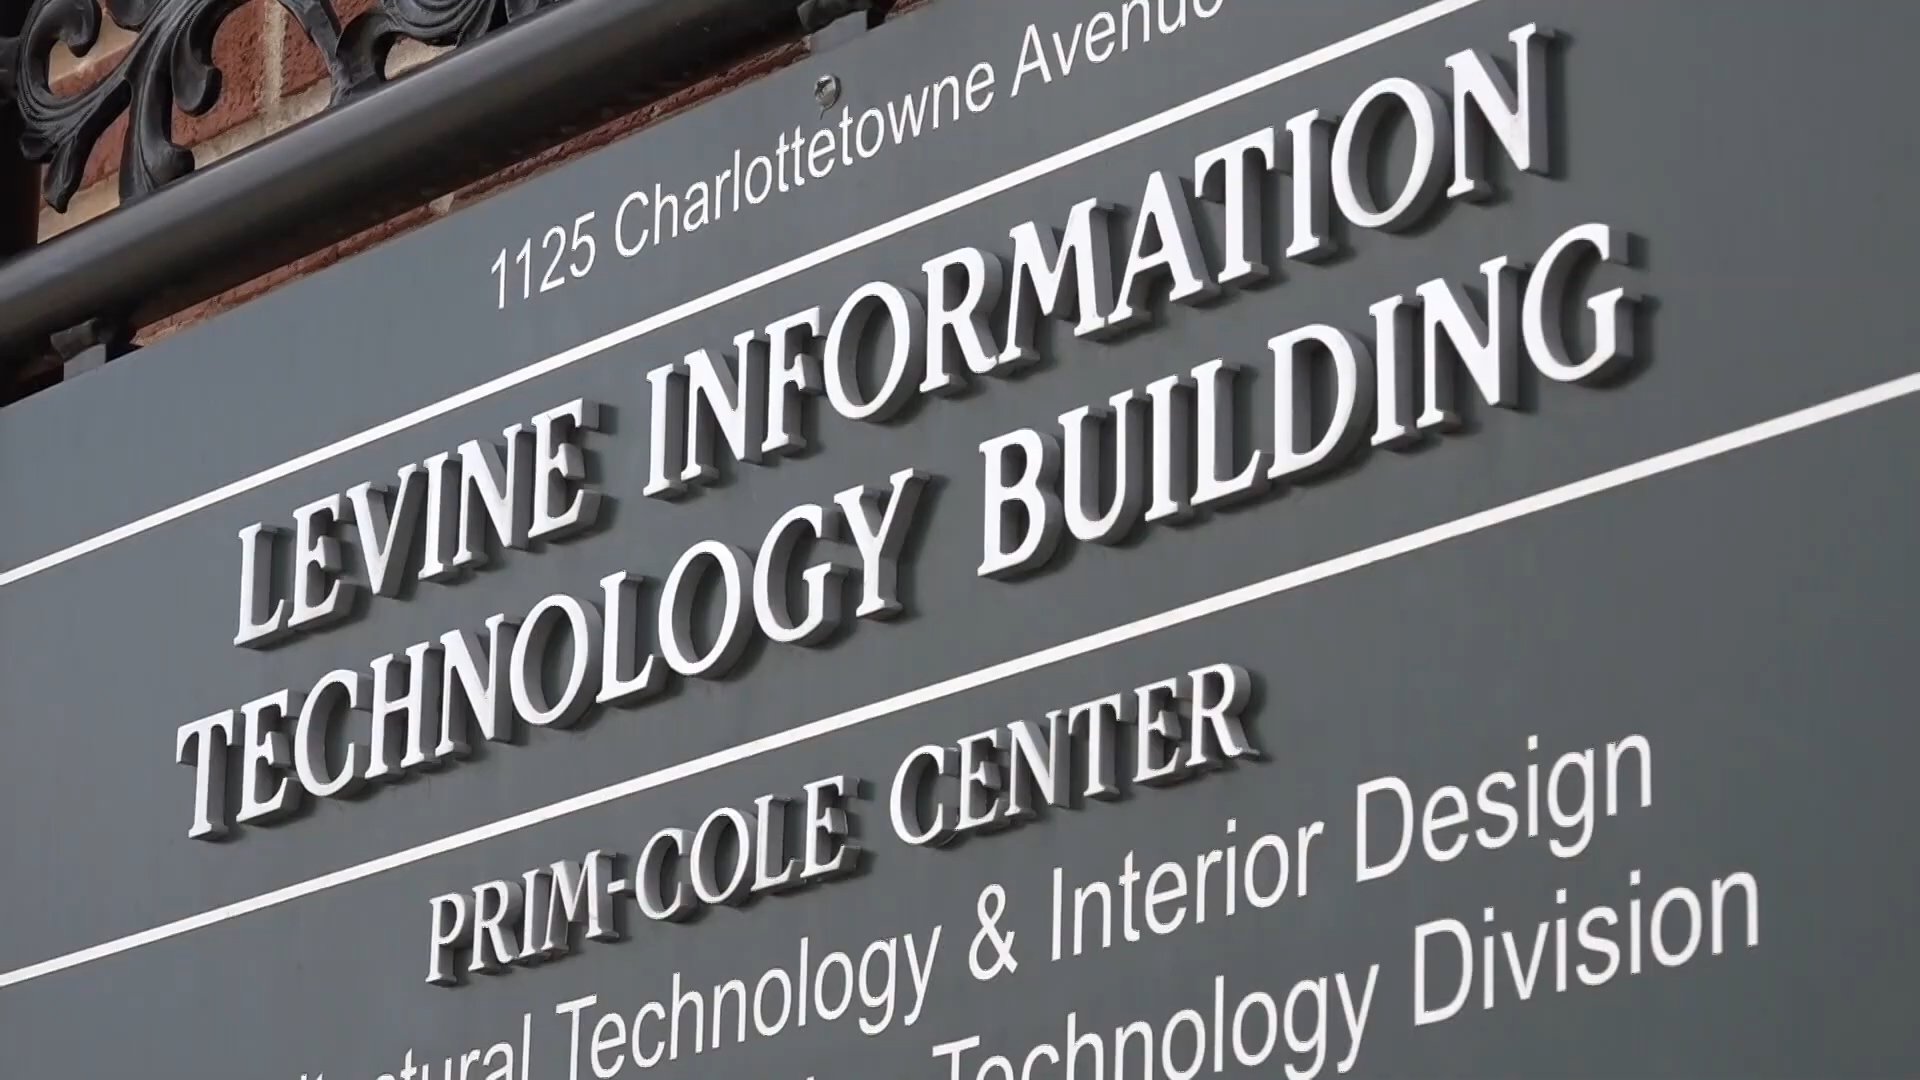 1125 Charlottetowne Avenue
LEVINE INFORMATION
TECHNOLOGY BUILDING
PRIM-COLE CENTER
Technology & Interior Design
Technology Division